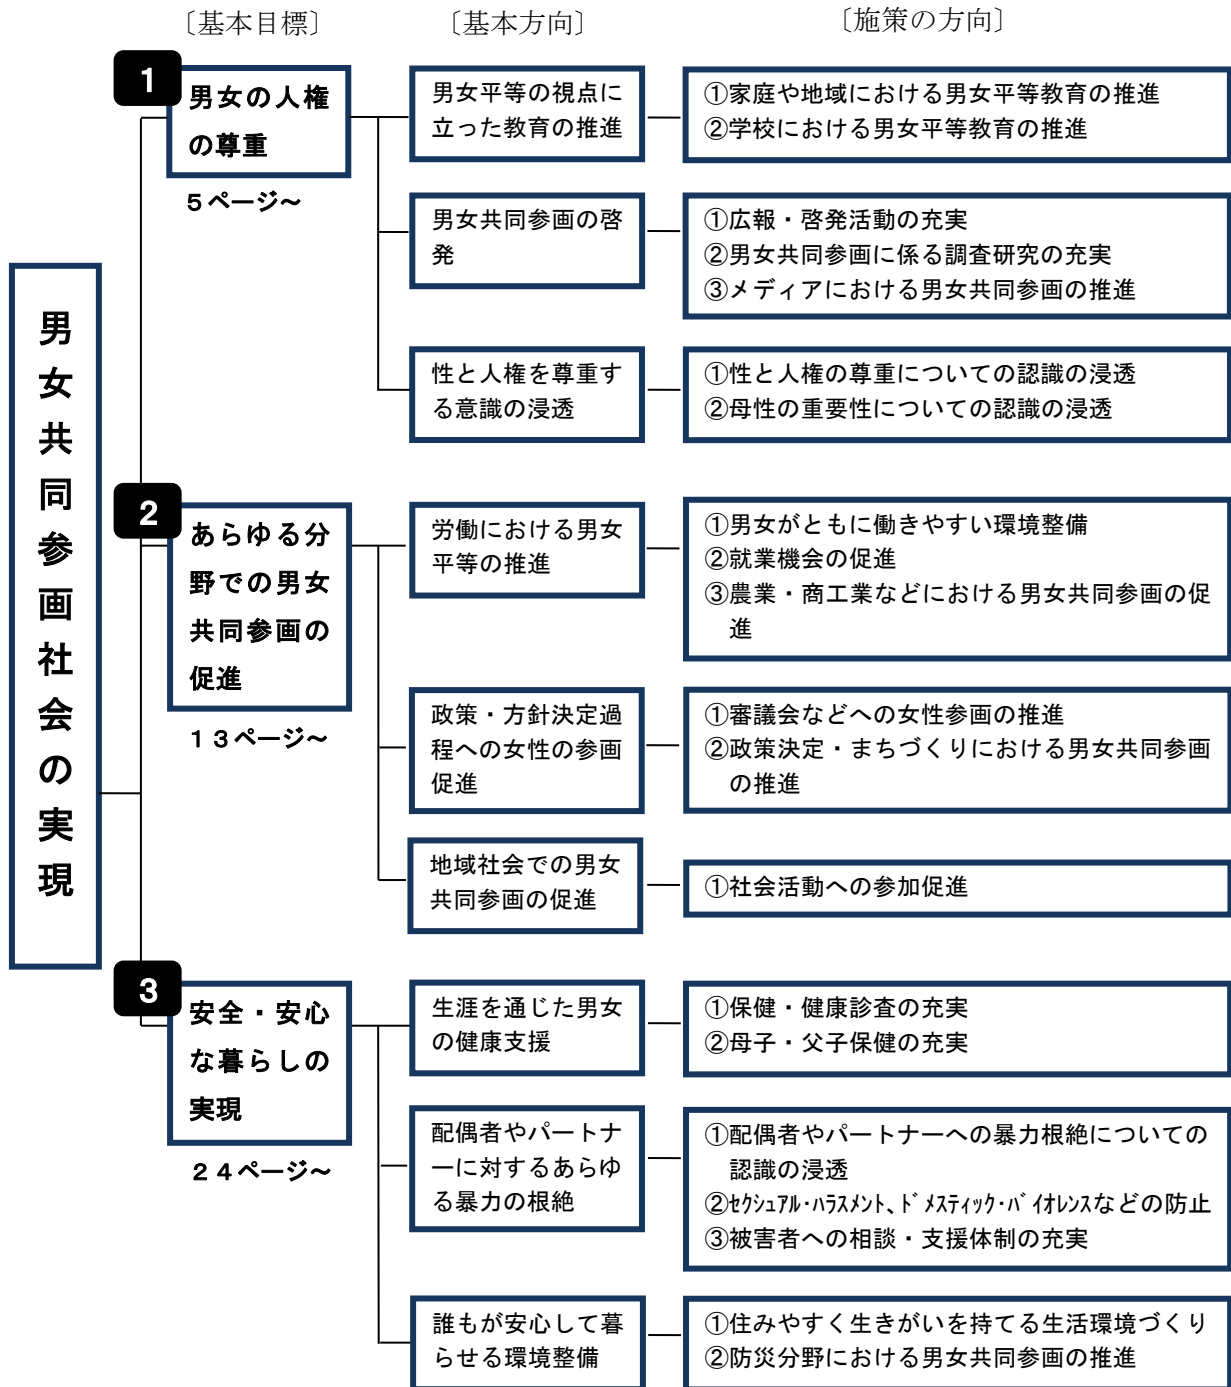 〔基本目標〕
〔基本方向〕
〔施策の方向〕
男女共同参画社会の実現
1
男女の人権
の尊重
５ページ～
男女平等の視点に
立った教育の推進
①家庭や地域における男女平等教育の推進
②学校における男女平等教育の推進
男女共同参画の啓
発
①広報・啓発活動の充実
②男女共同参画に係る調査研究の充実
③メディアにおける男女共同参画の推進
性と人権を尊重す
る意識の浸透
①性と人権の尊重についての認識の浸透
②母性の重要性についての認識の浸透
2
あらゆる分
野での男女
共同参画の
促進
１３ページ～
労働における男女
平等の推進
①男女がともに働きやすい環境整備
②就業機会の促進
③農業・商工業などにおける男女共同参画の促
進
政策・方針決定過
程への女性の参画
促進
①審議会などへの女性参画の推進
②政策決定・まちづくりにおける男女共同参画
の推進
地域社会での男女
共同参画の促進
①社会活動への参加促進
3
安全・安心
な暮らしの
実現
２４ページ～
生涯を通じた男女
の健康支援
①保健・健康診査の充実
②母子・父子保健の充実
配偶者やパートナ
ーに対するあらゆ
る暴力の根絶
①配偶者やパートナーへの暴力根絶についての
認識の浸透
②ｾｸｼｭｱﾙ･ﾊﾗｽﾒﾝﾄ、ﾄﾞﾒｽﾃｨｯｸ･ﾊﾞｲｵﾚﾝｽなどの防止
③被害者への相談・支援体制の充実
誰もが安心して暮
らせる環境整備
①住みやすく生きがいを持てる生活環境づくり
②防災分野における男女共同参画の推進